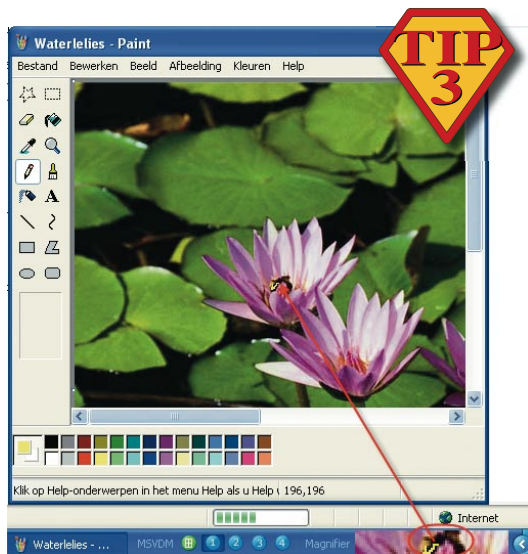 Waterlelies - Paint
TIP
3
Bestand Bewerken Beeld Afbeelding Kleuren Help
A
Klik op Help-onderwerpen in het menu Help als u Help ( 196,196
Internet
Waterlelies - ... MSVDM 1 2 3 4 Magnifier